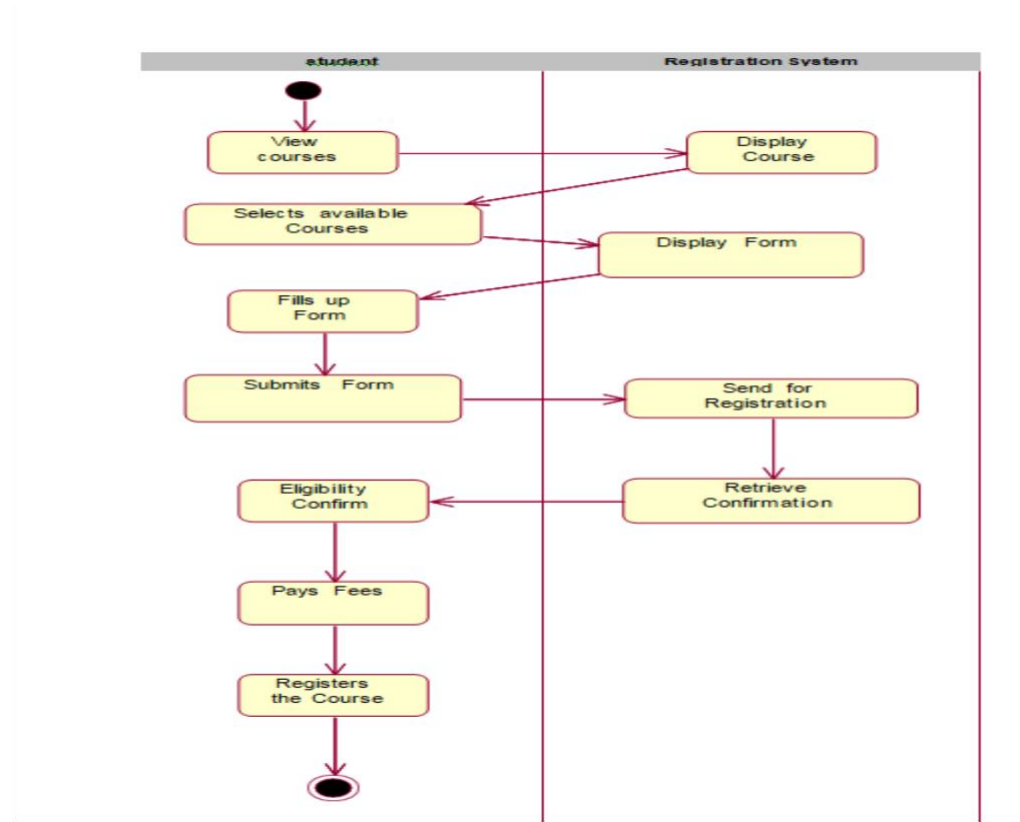 student
Registration System
View
courses
Display
Course
Selects available
Courses
Display Form
Fills up
Form
Submits Form
Send for
Registration
Eligibility
Confirm
Retrieve
Confirmation
Pays Fees
Registers
the Course